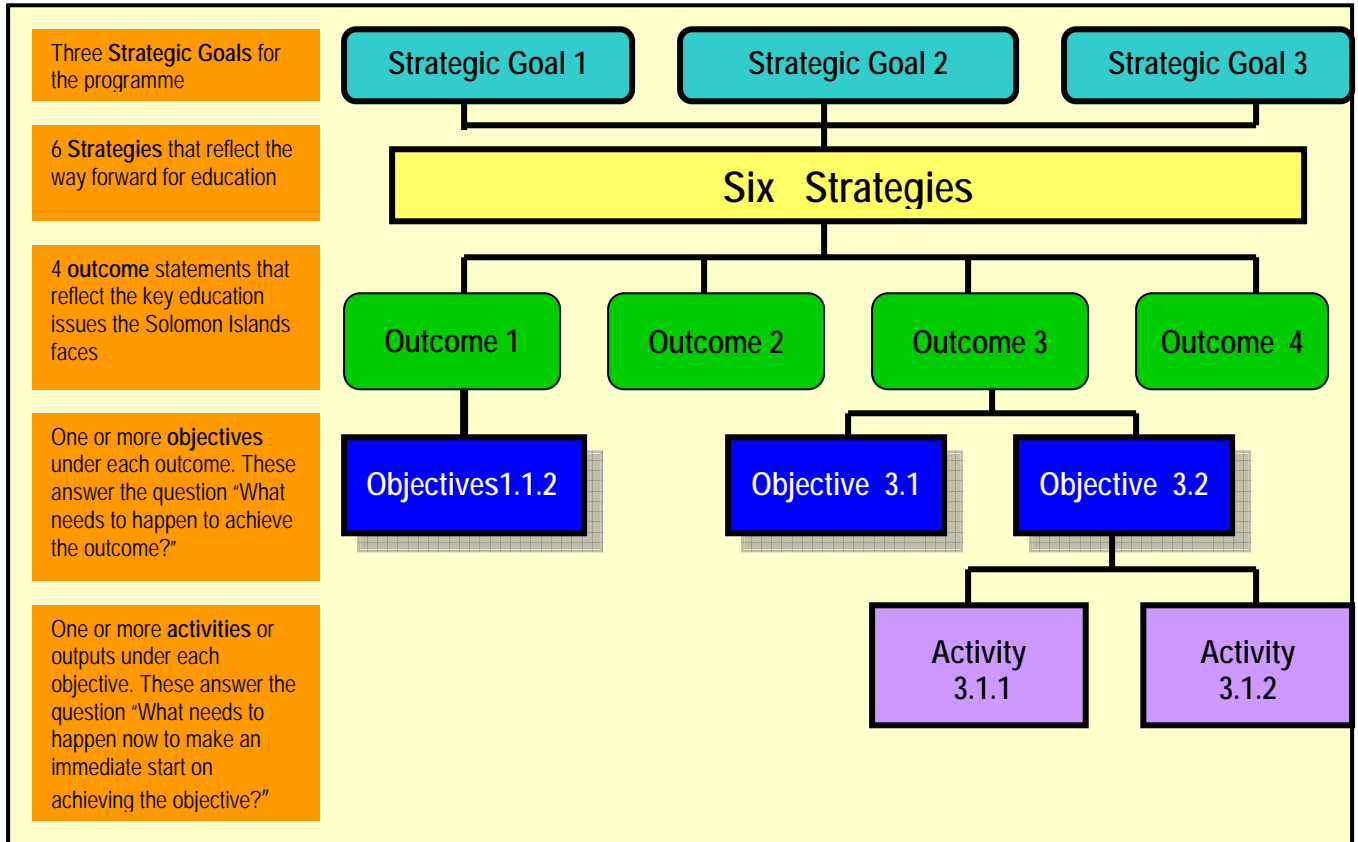 Three Strategic Goals for
the programme
Strategic Goal 1
Strategic Goal 2
Strategic Goal 3
6 Strategies that reflect the
way forward for education
Six Strategies
4 outcome statements that
reflect the key education
issues the Solomon Islands
faces
Outcome 1
Outcome 2
Outcome 3
Outcome 4
One or more objectives
under each outcome. These
answer the question “What
needs to happen to achieve
the outcome?”
Objectives1.1.2
Objective 3.1
Objective 3.2
One or more activities or
outputs under each
objective. These answer the
question “What needs to
happen now to make an
immediate start on
achieving the objective?”
Activity
3.1.1
Activity
3.1.2